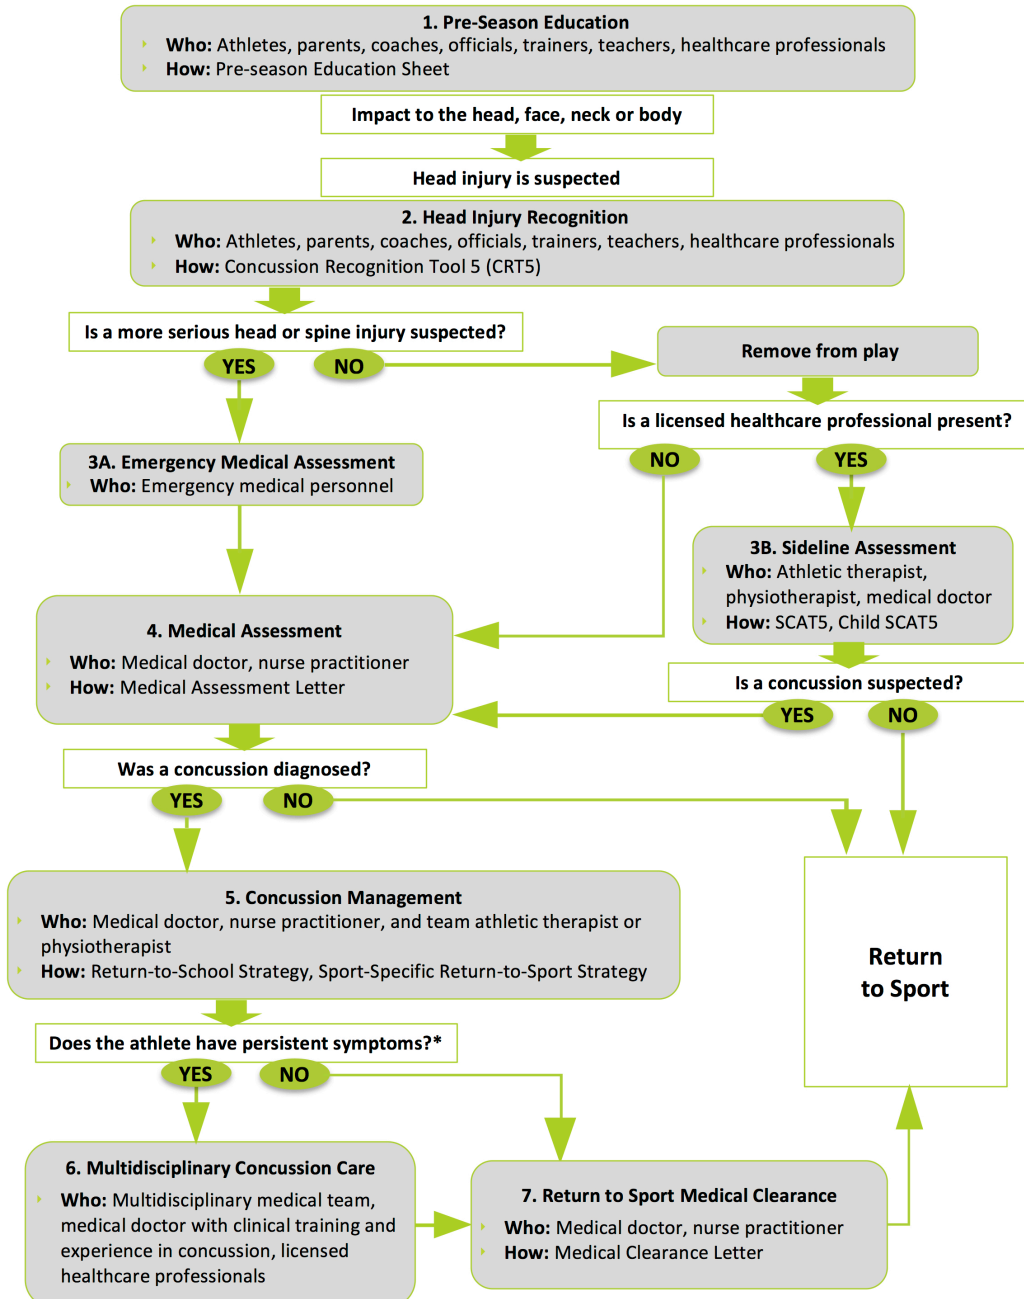 1. Pre-Season Education
Who: Athletes, parents, coaches, officials, trainers, teachers, healthcare professionals
How: Pre-season Education Sheet
Impact to the head, face, neck or body
Head injury is suspected
2. Head Injury Recognition
Who: Athletes, parents, coaches, officials, trainers, teachers, healthcare professionals
How: Concussion Recognition Tool 5 (CRT5)
Is a more serious head or spine injury suspected?
YES
NO
Remove from play
Is a licensed healthcare professional present?
NO
YES
3A. Emergency Medical Assessment
Who: Emergency medical personnel
3B. Sideline Assessment
Who: Athletic therapist,
physiotherapist, medical doctor
How: SCAT5, Child SCAT5
4. Medical Assessment
Who: Medical doctor, nurse practitioner
How: Medical Assessment Letter
Is a concussion suspected?
YES
NO
Was a concussion diagnosed?
YES
NO
5. Concussion Management
Who: Medical doctor, nurse practitioner, and team athletic therapist or
physiotherapist
How: Return-to-School Strategy, Sport-Specific Return-to-Sport Strategy
Return
to Sport
Does the athlete have persistent symptoms?*
YES
NO
6. Multidisciplinary Concussion Care
Who: Multidisciplinary medical team,
medical doctor with clinical training and
experience in concussion, licensed
healthcare professionals
7. Return to Sport Medical Clearance
Who: Medical doctor, nurse practitioner
How: Medical Clearance Letter